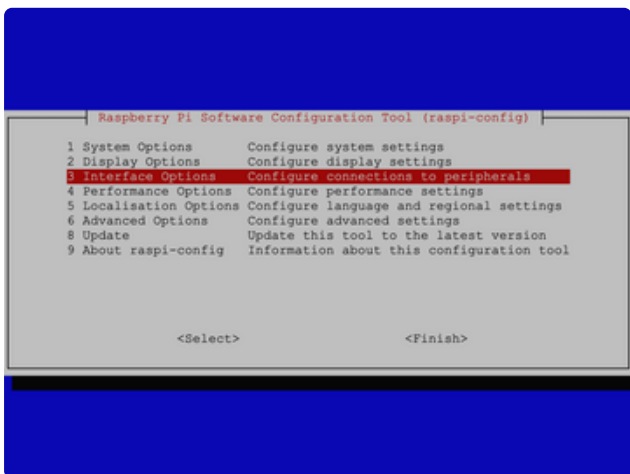 Raspberry Pi Software Configuration Tool (raspi-config)
1 System Options Configure system settings
2 Display Options Configure display settings
3 Interface Options Configure connections to peripherals
4 Performance Options Configure performance settings
5 Localisation Options Configure language and regional settings
6 Advanced Options Configure advanced settings
8 Update Update this tool to the latest version
9 About raspi-config Information about this configuration tool
<Select> <Finish>